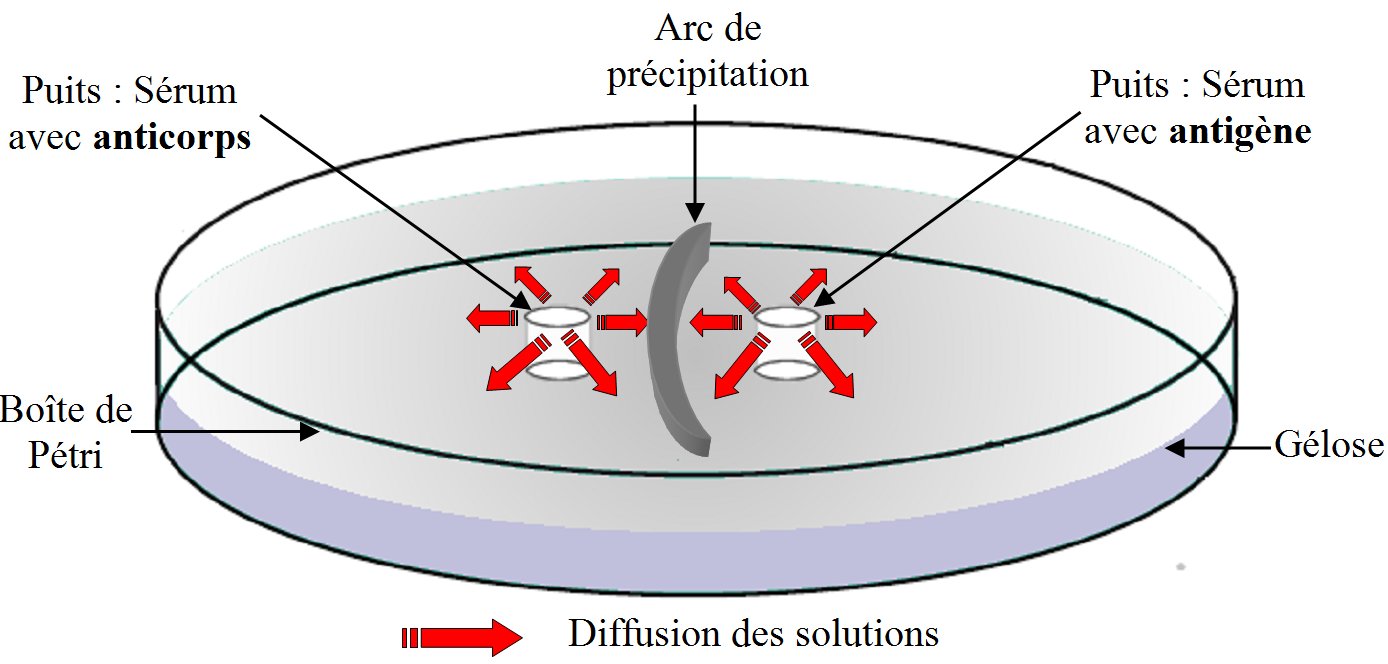 Arc de
précipitation
Puits : Sérum
avec anticorps
Puits : Sérum
avec antigène
Boîte de
Pétri
Gélose
Diffusion des solutions